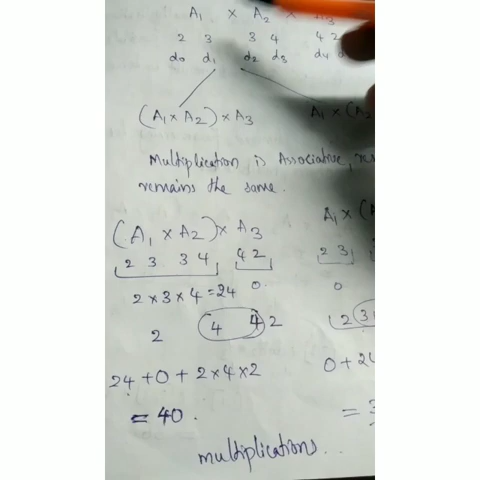 A₁ × A₂ ×
2 3 3 4 4 2
d₀ d₁ d₂ d₃ d₄
(A₁ × A₂) × A₃ A₁ × (A₂
Multiplication is Associative,
remains the same.
(A₁ × A₂) × A₃ A₁ × (
2 3 3 4 4 2 2 3
2 × 3 × 4 = 24 0 0
2 4 4 2 2 3
24 + 0 + 2 × 4 × 2 0 + 24
= 40. =
multiplications..